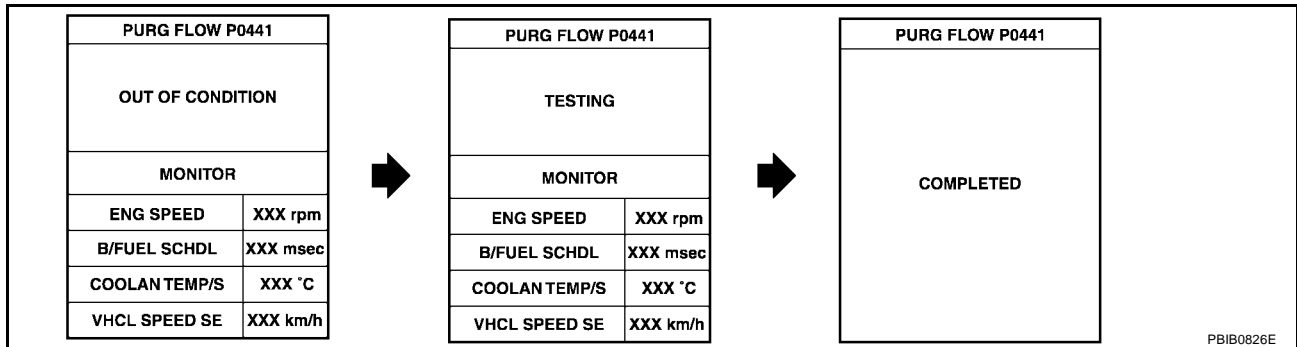 PURG FLOW P0441
OUT OF CONDITION
MONITOR
ENG SPEED XXX rpm
B/FUEL SCHDL XXX msec
COOLAN TEMP/S XXX °C
VHCL SPEED SE XXX km/h
PURG FLOW P0441
TESTING
MONITOR
ENG SPEED XXX rpm
B/FUEL SCHDL XXX msec
COOLAN TEMP/S XXX °C
VHCL SPEED SE XXX km/h
PURG FLOW P0441
COMPLETED
PBIB0826E